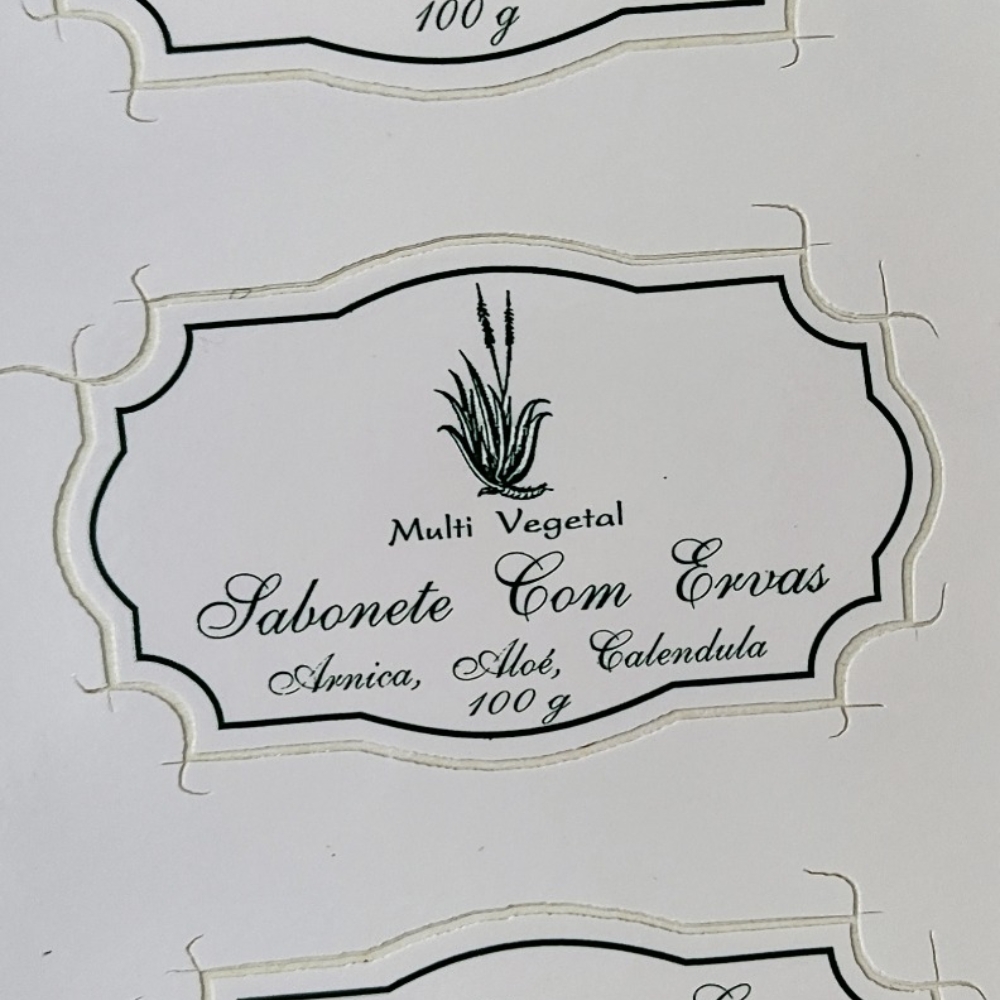 100 g
Multi Vegetal
Sabonete Com Ervas
Arnica, Aloé, Calendula
100 g